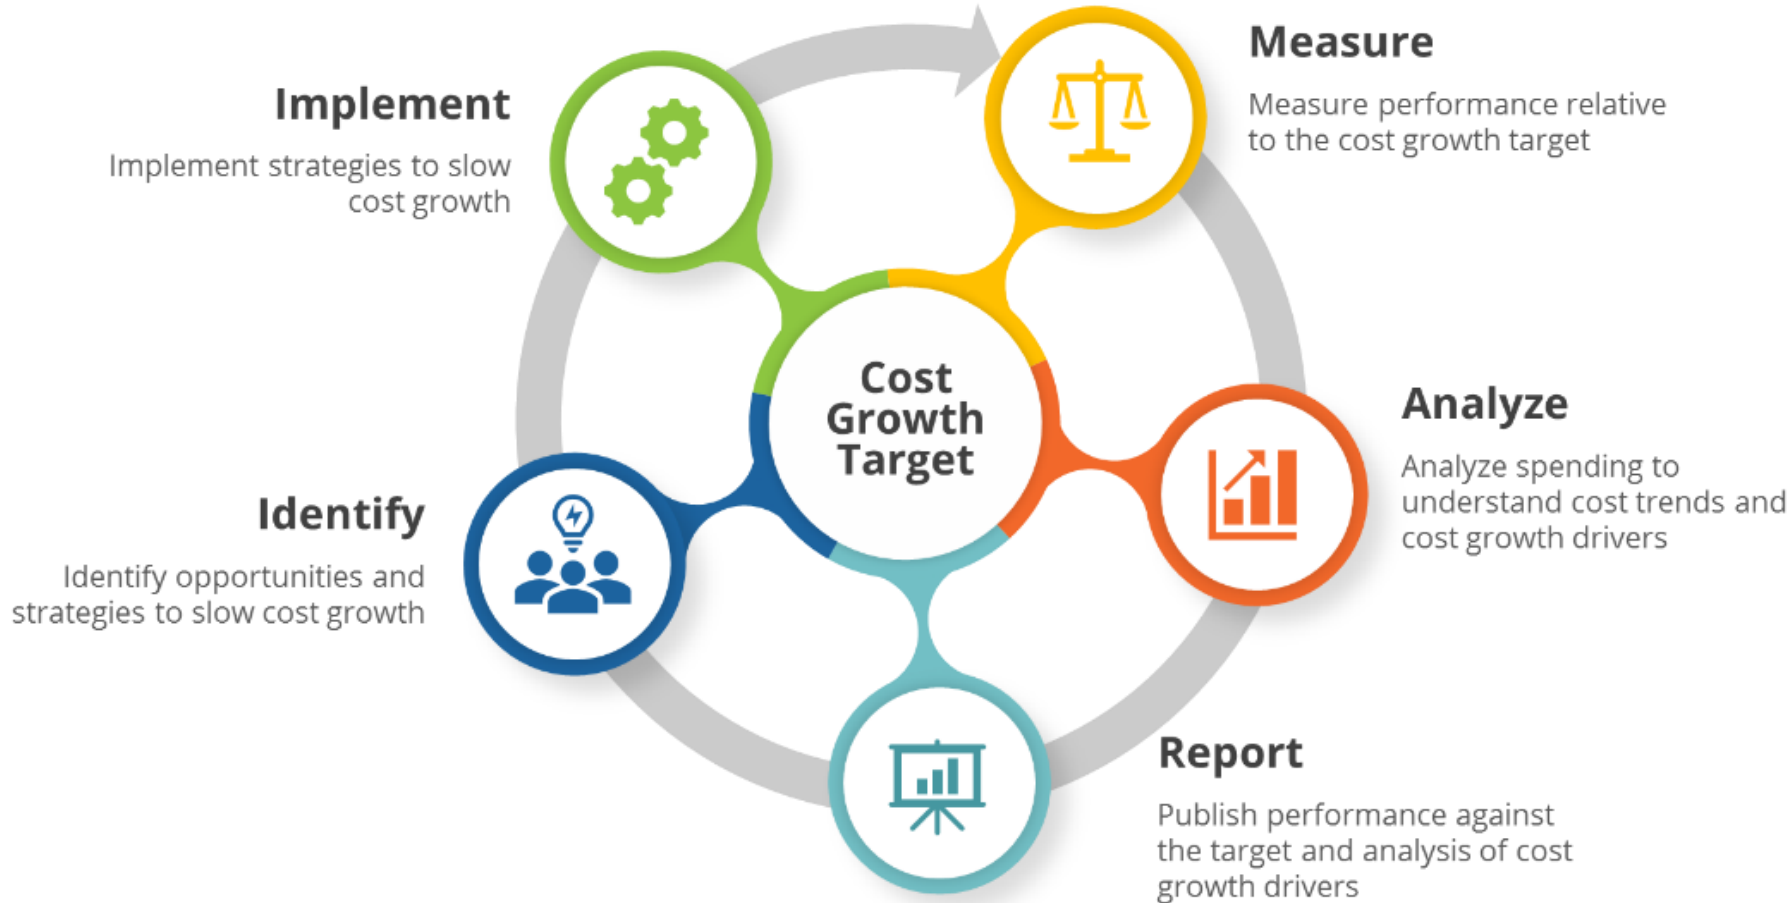 Measure
Measure performance relative
to the cost growth target
Analyze
Analyze spending to
understand cost trends and
cost growth drivers
Report
Publish performance against
the target and analysis of cost
growth drivers
Identify
Identify opportunities and
strategies to slow cost growth
Implement
Implement strategies to slow
cost growth
Cost
Growth
Target